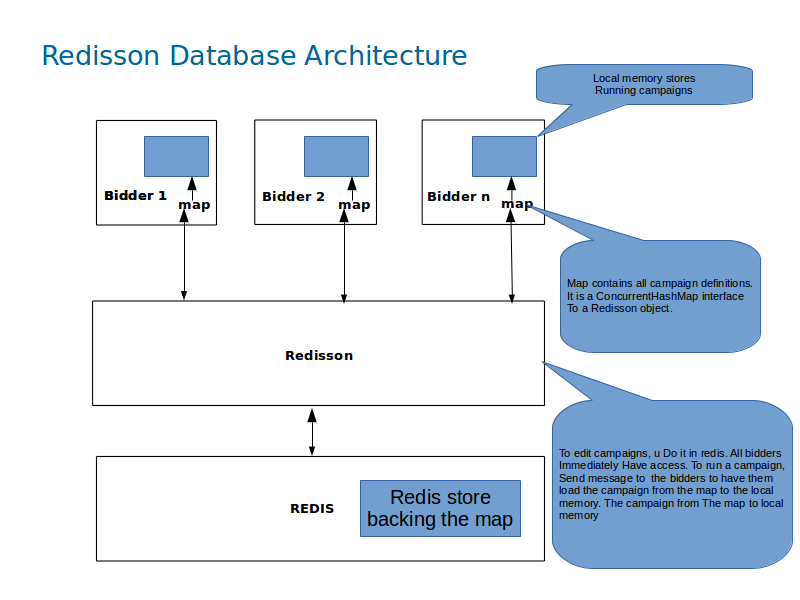 Redisson Database Architecture
Local memory stores
Running campaigns
Bidder 1
map
Bidder 2
map
Bidder n
map
Map contains all campaign definitions.
It is a ConcurrentHashMap interface
To a Redisson object.
Redisson
To edit campaigns, u Do it in redis. All bidders
Immediately Have access. To run a campaign,
Send message to the bidders to have them
load the campaign from the map to the local
memory. The campaign from The map to local
memory
REDIS
Redis store
backing the map